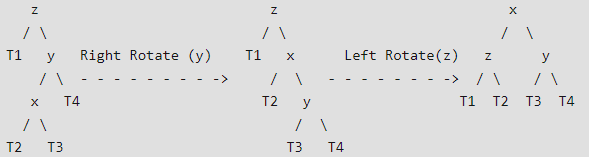 z                z                    x
/ \              / \                  /  \
T1   y   Right Rotate (y)    T1   x      Left Rotate(z)   z      y
/ \  - - - - - - - - ->     /  \   - - - - - - - ->  / \    / \
x   T4                    T2   y                  T1  T2  T3  T4
/ \                           /  \
T2   T3                       T3   T4